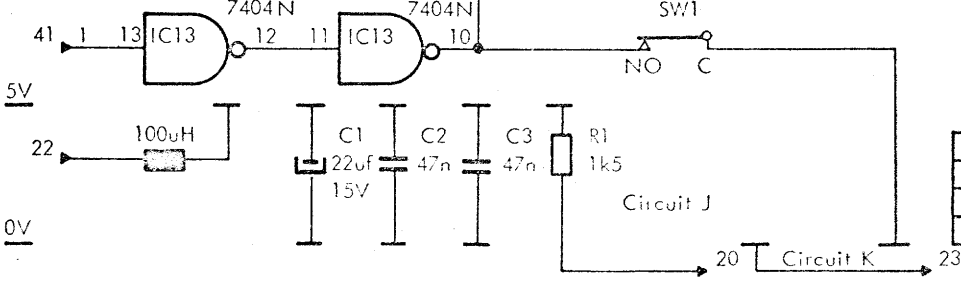 7404N 7404N SW1
41 1 13 IC13 12 11 IC13 10
NO C
5V
22 100uH
C1 22uf 15V
C2 47n
C3 47n
R1 1k5
Circuit J
0V
20 Circuit K 23